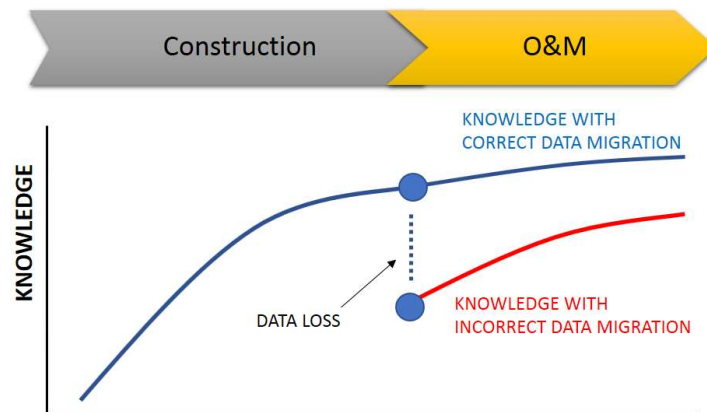 Construction
O&M
KNOWLEDGE WITH
CORRECT DATA MIGRATION
KNOWLEDGE
DATA LOSS
KNOWLEDGE WITH
INCORRECT DATA MIGRATION